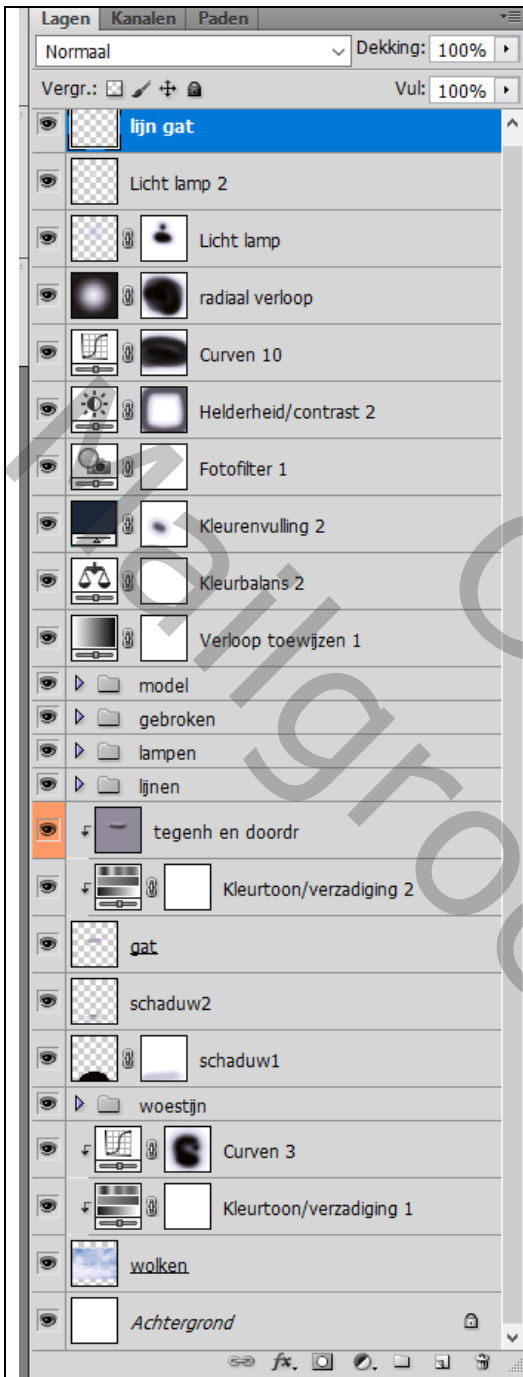 Lagen Kanalen Paden
Normaal Dekking: 100%
Vergr.: Vul: 100%
lijn gat
Licht lamp 2
Licht lamp
radiaal verloop
Curven 10
Helderheid/contrast 2
Fotofilter 1
Kleurenvulling 2
Kleurbalans 2
Verloop toewijzen 1
model
gebroken
lampen
lijnen
tegenh en doordr
Kleurtoon/verzadiging 2
gat
schaduw2
schaduw1
woestijn
Curven 3
Kleurtoon/verzadiging 1
wolken
Achtergrond
fx.